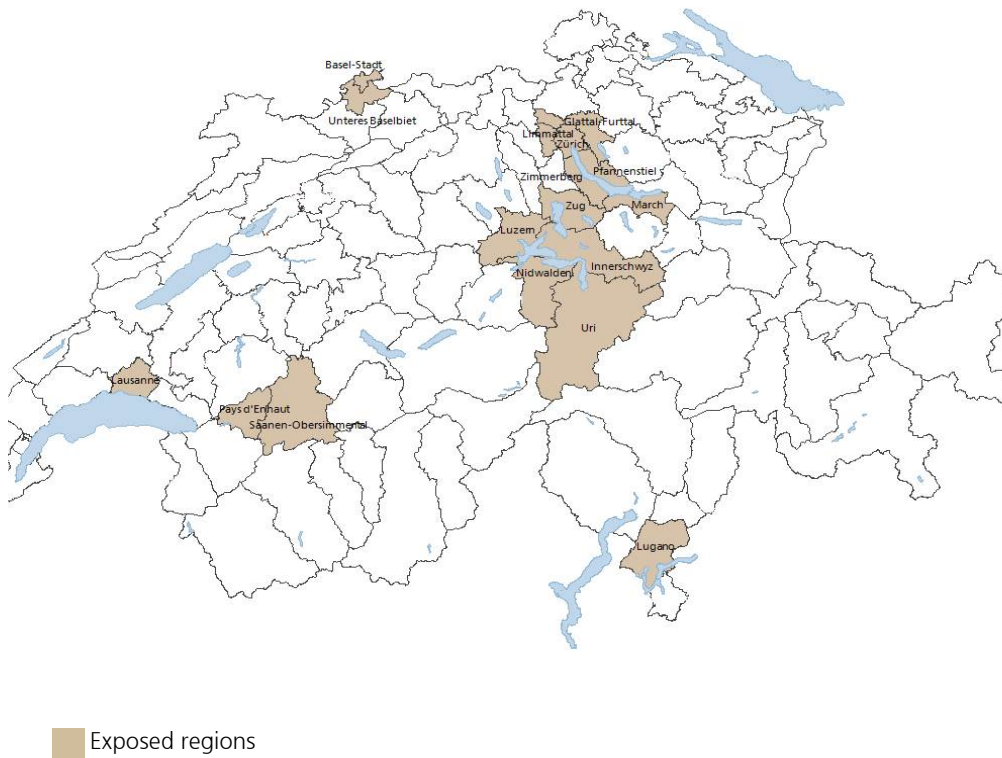 Basel-Stadt
Unteres Baselbiet
Glattal-Furttal
Limmattal
Zürich
Zimmerberg
Pfannenstiel
Zug
March
Luzern
Nidwalden
Innerschwyz
Uri
Lausanne
Pays d'Enhaut
Saanen-Obersimmental
Lugano
Exposed regions